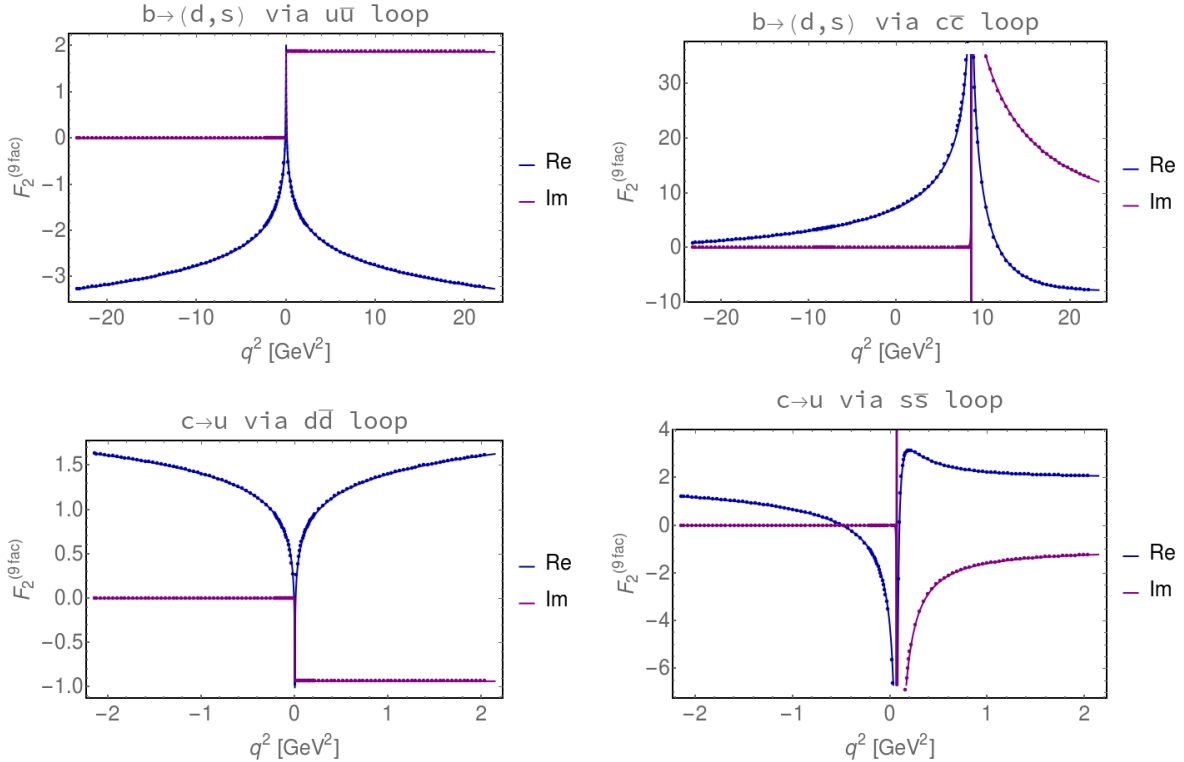 b→(d,s) via uū loop
2
1
0
−1
−2
−3
F₂⁽⁹ᶠᵃᶜ⁾
−20 −10 0 10 20
q² [GeV²]
Re
Im
b→(d,s) via cc̄ loop
30
20
10
0
−10
F₂⁽⁹ᶠᵃᶜ⁾
−20 −10 0 10 20
q² [GeV²]
Re
Im
c→u via dd̄ loop
1.5
1.0
0.5
0.0
−0.5
−1.0
F₂⁽⁹ᶠᵃᶜ⁾
−2 −1 0 1 2
q² [GeV²]
Re
Im
c→u via ss̄ loop
4
2
0
−2
−4
−6
F₂⁽⁹ᶠᵃᶜ⁾
−2 −1 0 1 2
q² [GeV²]
Re
Im